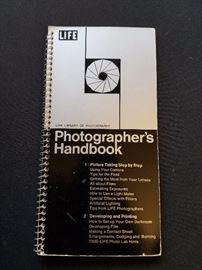 LIFE
LIFE LIBRARY OF PHOTOGRAPHY
Photographer's
Handbook
1 Picture Taking Step by Step
Using Your Camera
Tips for the Field
Getting the Most from Your Lenses
All about Films
Estimating Exposures
How to Use a Light Meter
Special Effects with Filters
Artificial Lighting
Tips from LIFE Photographers
2 Developing and Printing
How to Set up Your Own Darkroom
Developing Film
Making a Contact Sheet
Enlargements, Dodging and Burning
TIME-LIFE Photo Lab Hints